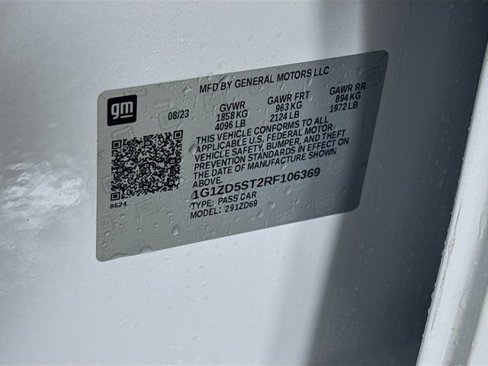 MFD BY GENERAL MOTORS LLC
gm
08/23
GVWR GAWR FRT GAWR RR
1858 KG 963 KG 894 KG
4096 LB 2124 LB 1972 LB
THIS VEHICLE CONFORMS TO ALL
APPLICABLE U.S. FEDERAL MOTOR
VEHICLE SAFETY, BUMPER, AND THEFT
PREVENTION STANDARDS IN EFFECT ON
THE DATE OF MANUFACTURE SHOWN
ABOVE.
1G1ZD5ST2RF106369
TYPE: PASS CAR
MODEL: 291ZD69
8624